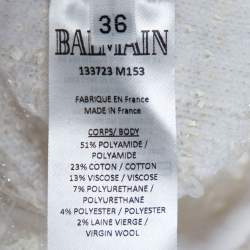 36
BALMAIN
133723 M153
FABRIQUÉ EN France
MADE IN France
CORPS/ BODY
51% POLYAMIDE /
POLYAMIDE
23% COTON / COTTON
13% VISCOSE / VISCOSE
7% POLYURETHANE /
POLYURETHANE
4% POLYESTER / POLYESTER
2% LAINE VIERGE /
VIRGIN WOOL